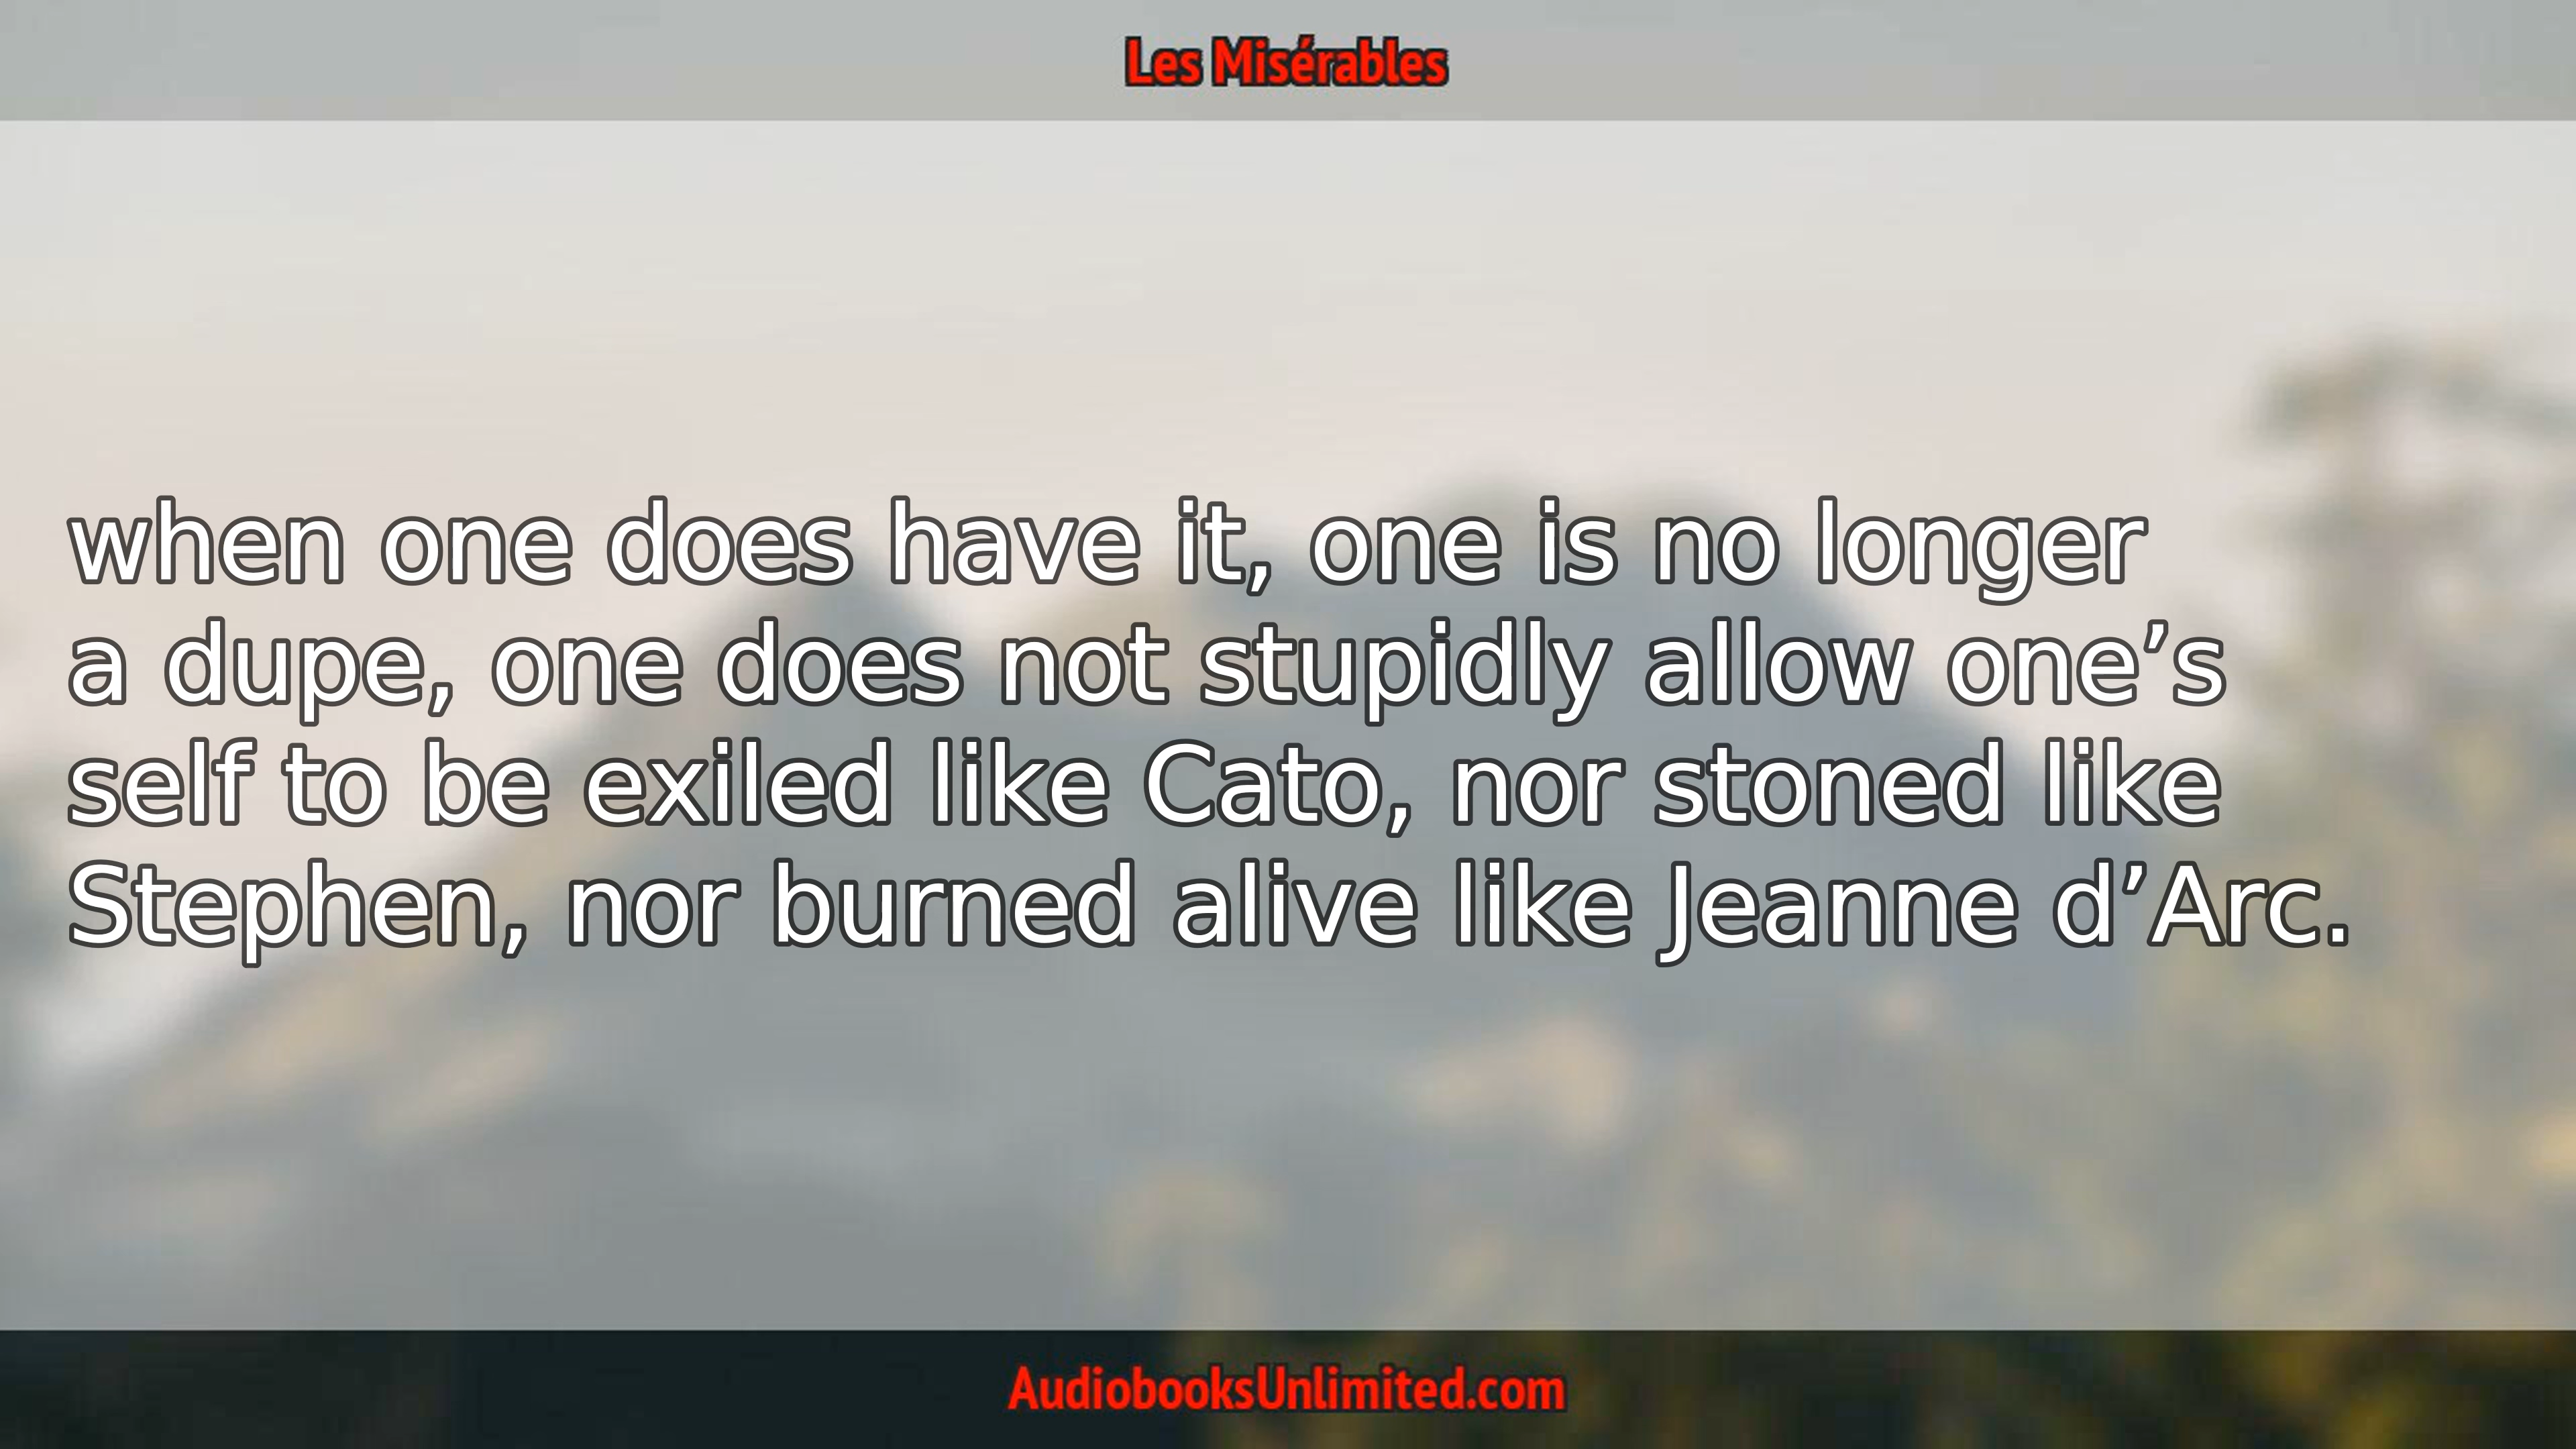 Les Misérables
when one does have it, one is no longer
a dupe, one does not stupidly allow one’s
self to be exiled like Cato, nor stoned like
Stephen, nor burned alive like Jeanne d’Arc.
AudiobooksUnlimited.com